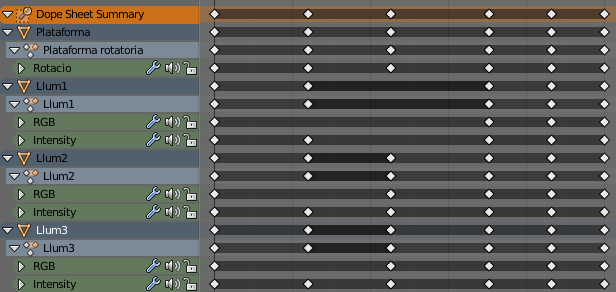 Dope Sheet Summary
Plataforma
Plataforma rotatoria
Rotacio
Llum1
Llum1
RGB
Intensity
Llum2
Llum2
RGB
Intensity
Llum3
Llum3
RGB
Intensity